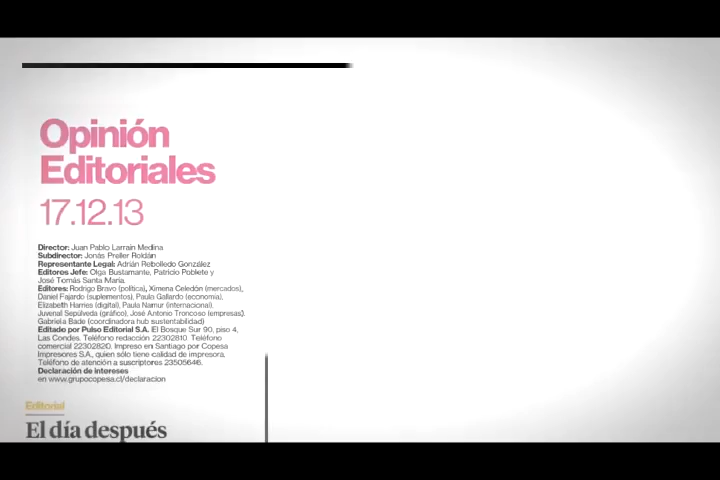 Opinión
Editoriales
17.12.13
Director: Juan Pablo Larraín Medina
Subdirector: Jonás Preller Roldán
Representante Legal: Adrián Rebolledo González
Editores Jefe: Olga Bustamante, Patricio Poblete y
José Tomás Santa María.
Editores: Rodrigo Bravo (política), Ximena Celedón (mercados),
Daniel Fajardo (suplementos), Paula Gallardo (economía),
Elizabeth Harries (digital), Paula Namur (internacional),
Juvenal Sepúlveda (gráfico), José Antonio Troncoso (empresas),
Gabriela Bade (coordinadora hub sustentabilidad)
Editado por Pulso Editorial S.A. El Bosque Sur 90, piso 4,
Las Condes. Teléfono redacción 22302810 Teléfono
comercial 22302820. Impreso en Santiago por Copesa
Impresores S.A., quien sólo tiene calidad de impresora.
Teléfono de atención a suscriptores 23505646.
Declaración de intereses
en www.grupocopesa.cl/declaracion
Editorial
El día después